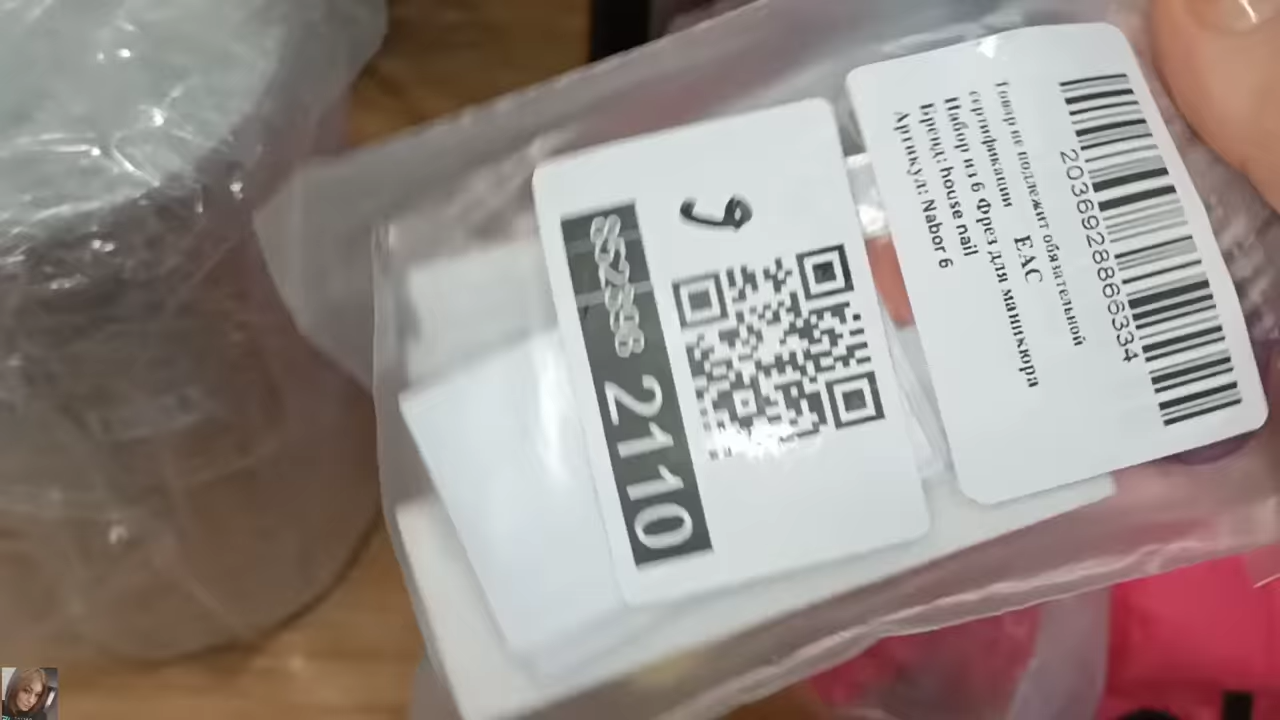 2036928866334
Товар не подлежит обязательной
сертификации EAC
Набор из 6 Фрез для маникюра
Бренд: house nail
Артикул: Nabor 6
9
852396 2110